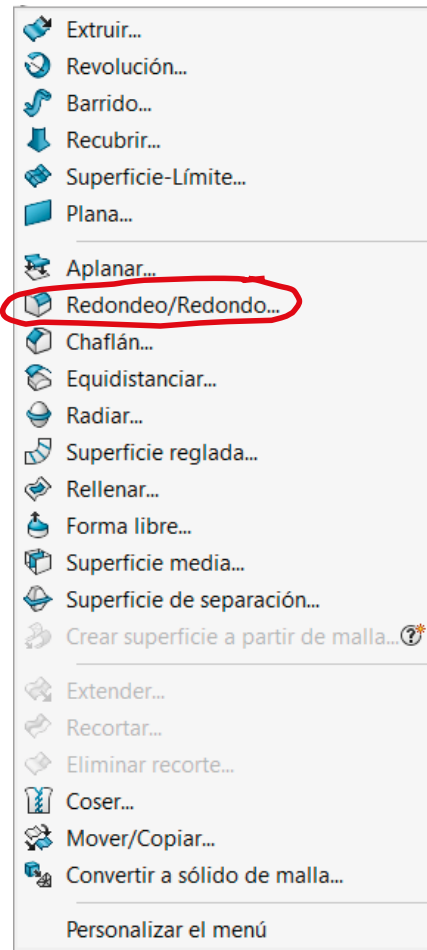 Extruir...
Revolución...
Barrido...
Recubrir...
Superficie-Límite...
Plana...
Aplanar...
Redondeo/Redondo...
Chaflán...
Equidistanciar...
Radiar...
Superficie reglada...
Rellenar...
Forma libre...
Superficie media...
Superficie de separación...
Crear superficie a partir de malla...
Extender...
Recortar...
Eliminar recorte...
Coser...
Mover/Copiar...
Convertir a sólido de malla...
Personalizar el menú